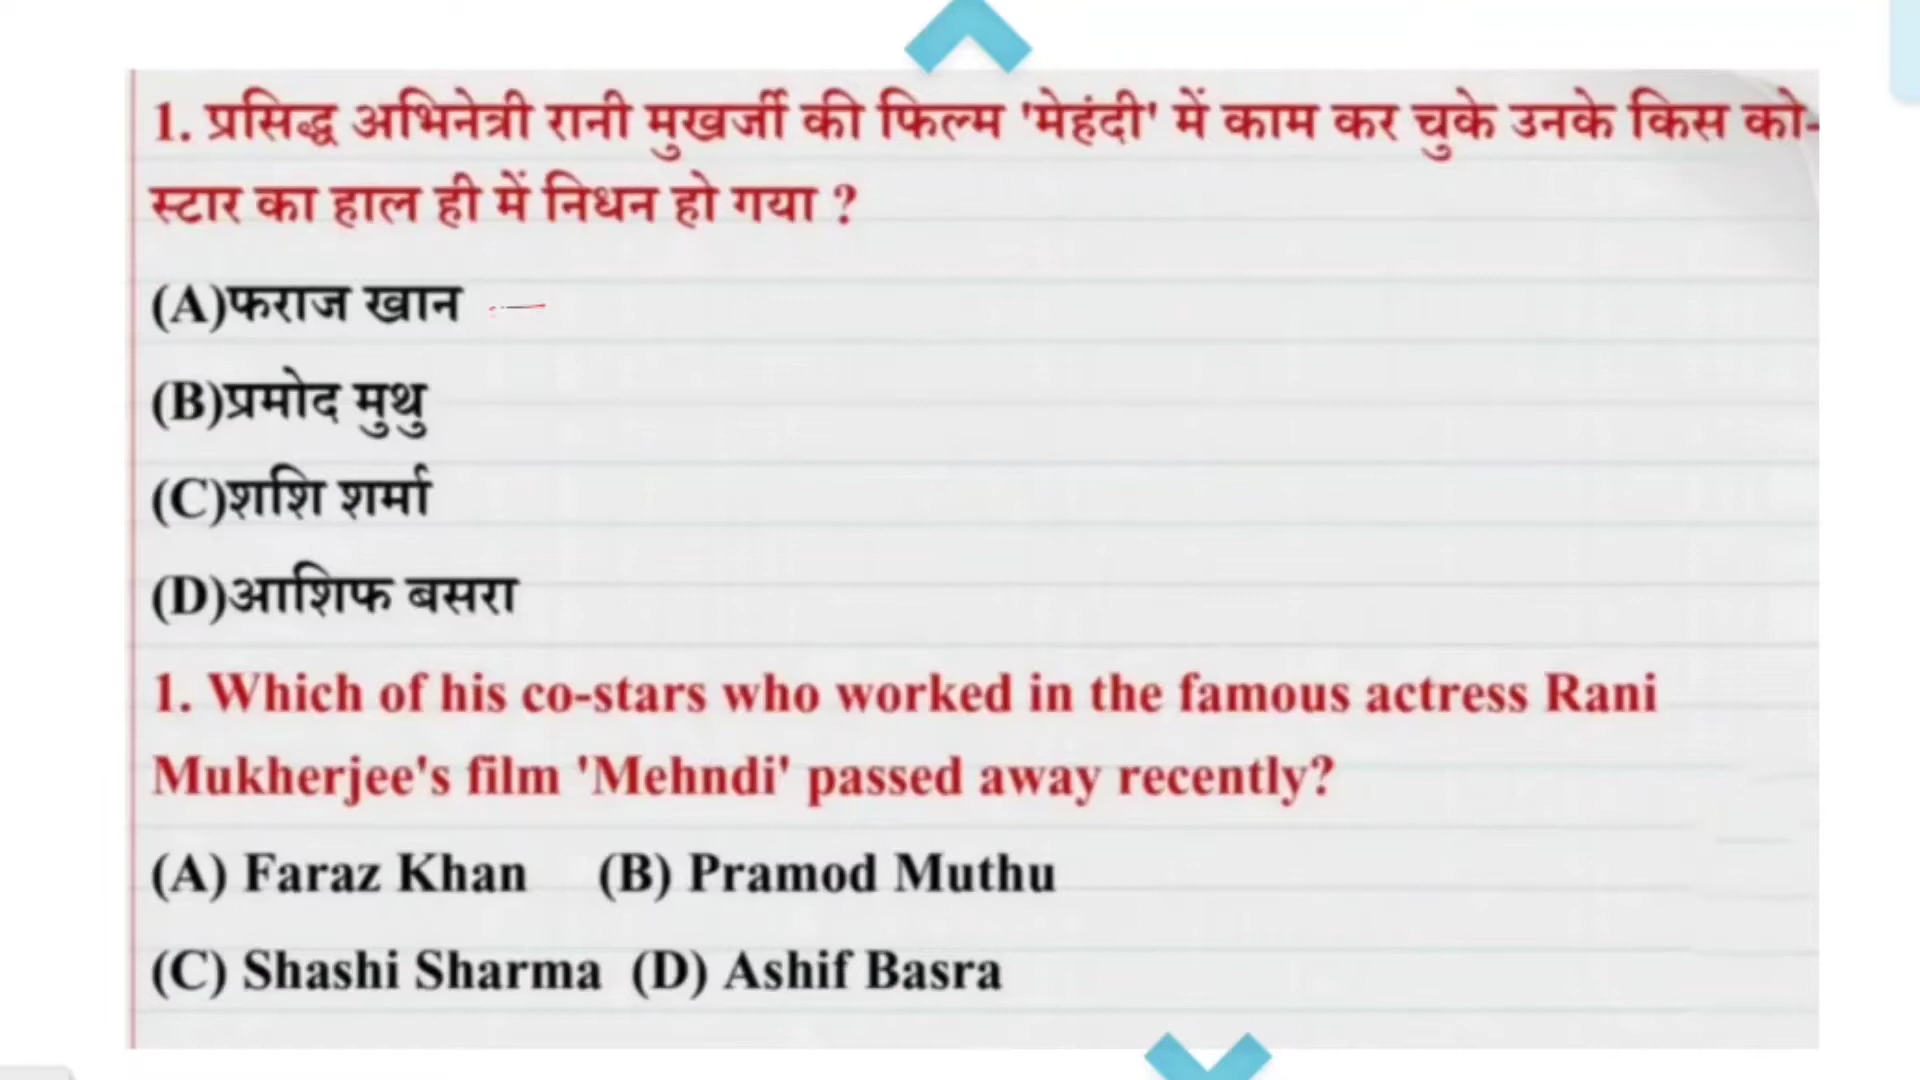 1. प्रसिद्ध अभिनेत्री रानी मुखर्जी की फिल्म 'मेहंदी' में काम कर चुके उनके किस को-
स्टार का हाल ही में निधन हो गया ?
(A)फराज खान
(B)प्रमोद मुथु
(C)शशि शर्मा
(D)आशिफ बसरा
1. Which of his co-stars who worked in the famous actress Rani
Mukherjee's film 'Mehndi' passed away recently?
(A) Faraz Khan (B) Pramod Muthu
(C) Shashi Sharma (D) Ashif Basra